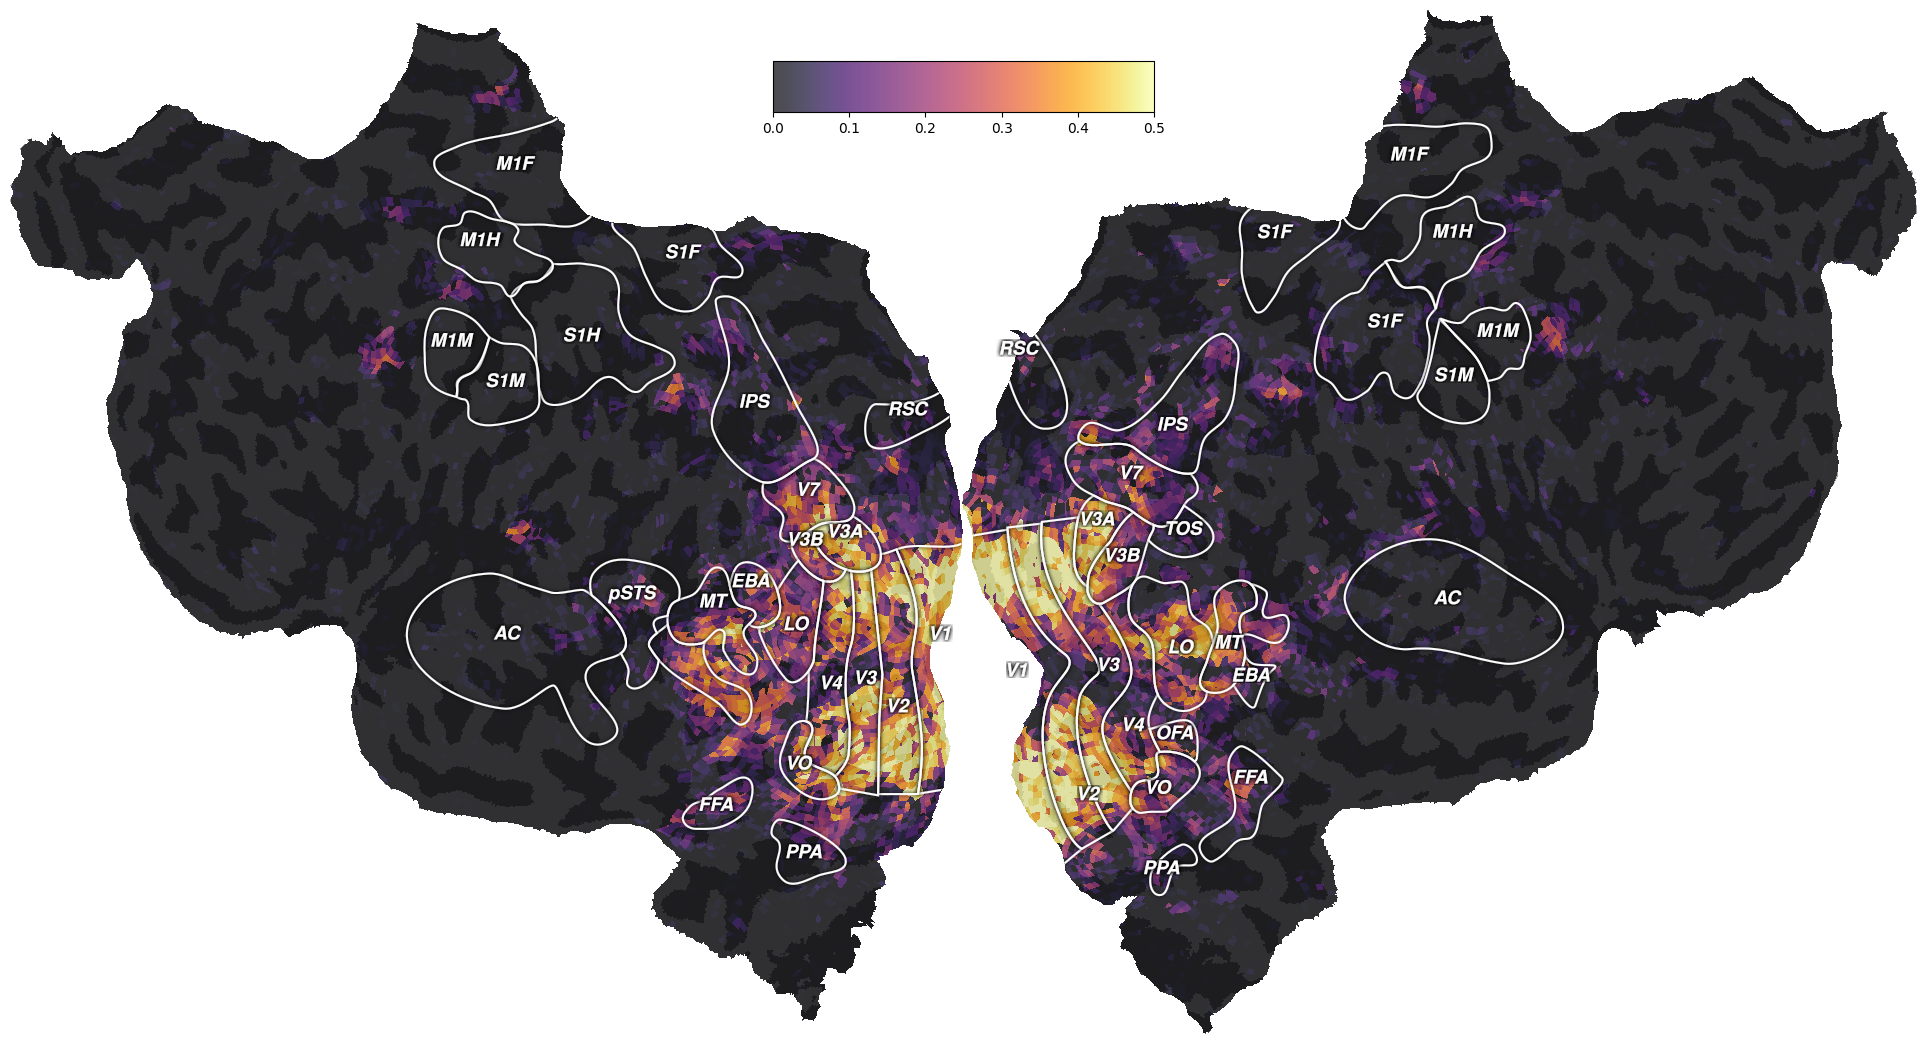 0.0 0.1 0.2 0.3 0.4 0.5
M1F
M1H
S1F
S1H
M1M
S1M
IPS
RSC
V7
V3A
V3B
EBA
pSTS
MT
AC
LO
V1
V4
V3
V2
VO
FFA
PPA
M1F
S1F
M1H
S1F
M1M
RSC
S1M
IPS
V7
V3A
TOS
V3B
AC
LO
MT
V3
V1
EBA
V4
OFA
FFA
VO
V2
PPA